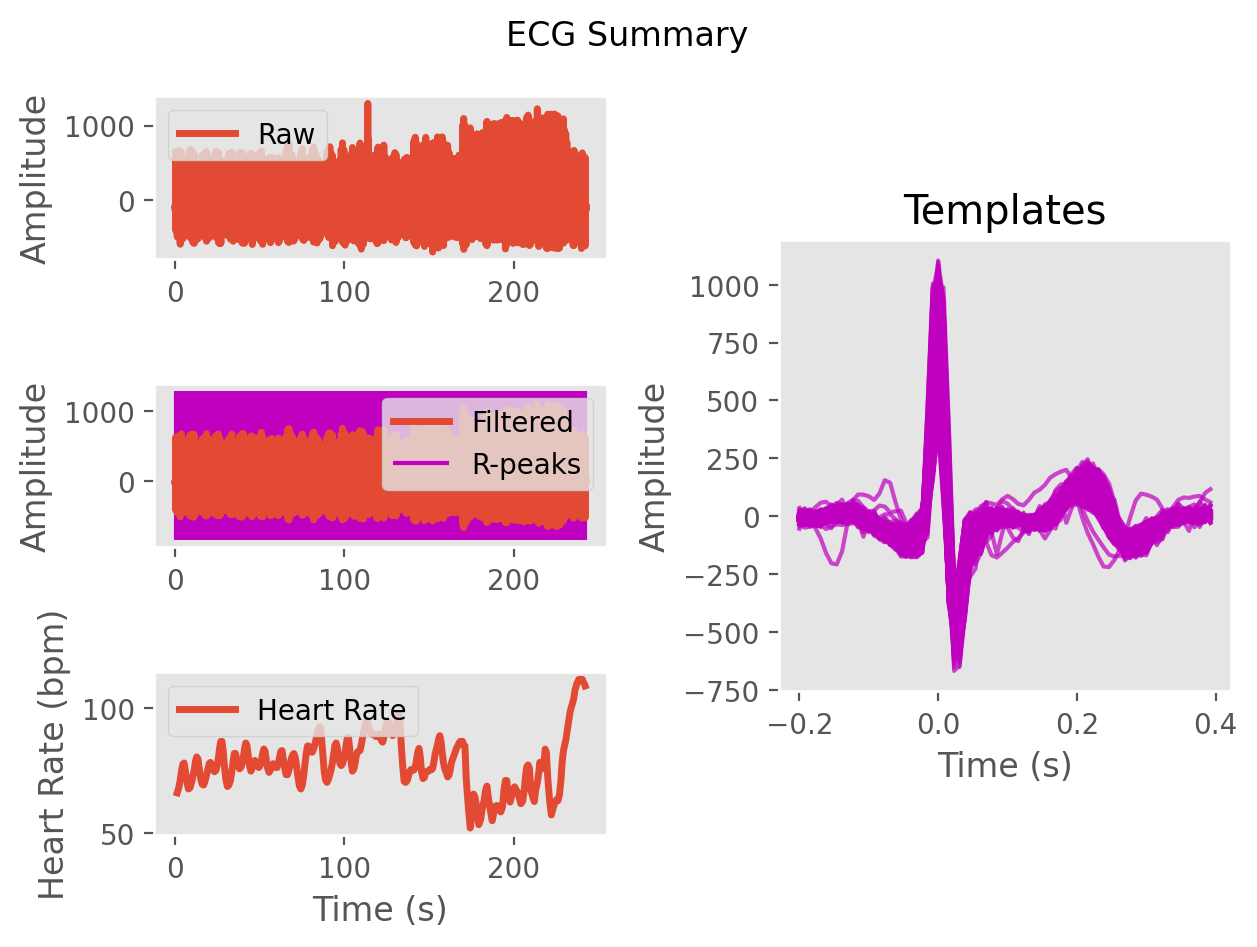 ECG Summary
Amplitude
1000
0
Raw
0 100 200
Amplitude
1000
0
Filtered
R-peaks
0 100 200
Heart Rate (bpm)
100
50
Heart Rate
0 100 200
Time (s)
Templates
Amplitude
1000
750
500
250
0
−250
−500
−750
−0.2 0.0 0.2 0.4
Time (s)